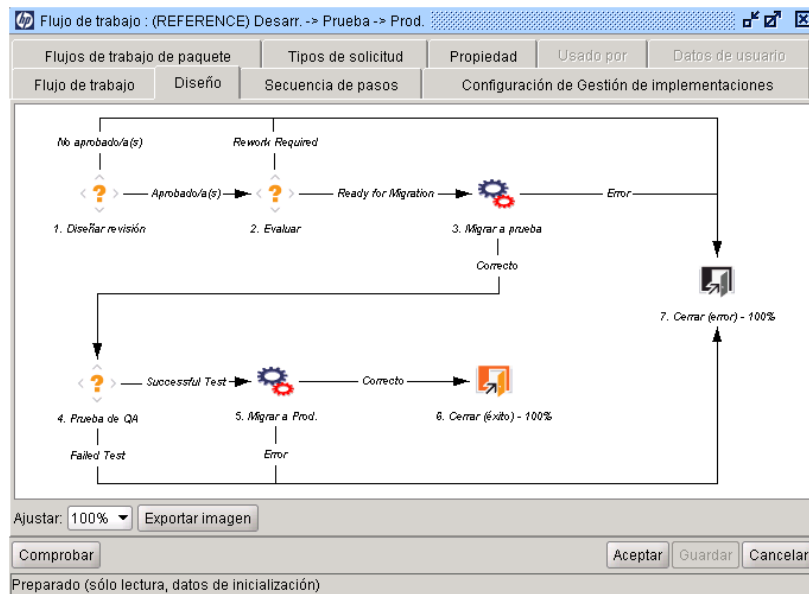 Flujo de trabajo : (REFERENCE) Desarr. -> Prueba -> Prod.
Flujos de trabajo de paquete Tipos de solicitud Propiedad Usado por Datos de usuario
Flujo de trabajo Diseño Secuencia de pasos Configuración de Gestión de implementaciones
No aprobado/a(s) Rework Required
Aprobado/a(s) Ready for Migration Error
1. Diseñar revisión 2. Evaluar 3. Migrar a prueba
Correcto
7. Cerrar (error) - 100%
Successful Test Correcto
4. Prueba de QA 5. Migrar a Prod. 6. Cerrar (éxito) - 100%
Failed Test Error
Ajustar: 100% Exportar imagen
Comprobar Aceptar Guardar Cancelar
Preparado (sólo lectura, datos de inicialización)